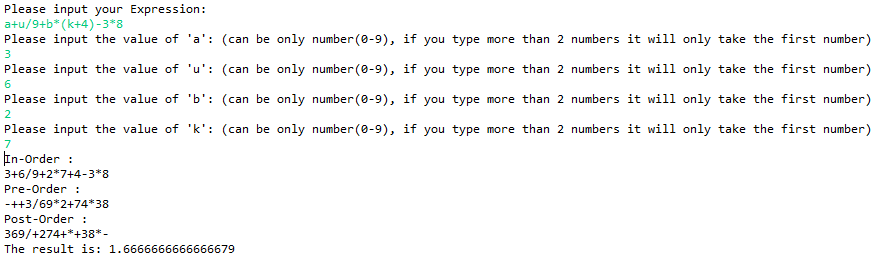 Please input your Expression:
a+u/9+b*(k+4)-3*8
Please input the value of 'a': (can be only number(0-9), if you type more than 2 numbers it will only take the first number)
3
Please input the value of 'u': (can be only number(0-9), if you type more than 2 numbers it will only take the first number)
6
Please input the value of 'b': (can be only number(0-9), if you type more than 2 numbers it will only take the first number)
2
Please input the value of 'k': (can be only number(0-9), if you type more than 2 numbers it will only take the first number)
7
In-Order :
3+6/9+2*7+4-3*8
Pre-Order :
-++3/69*2+74*38
Post-Order :
369/+274+*+38*-
The result is: 1.6666666666666679